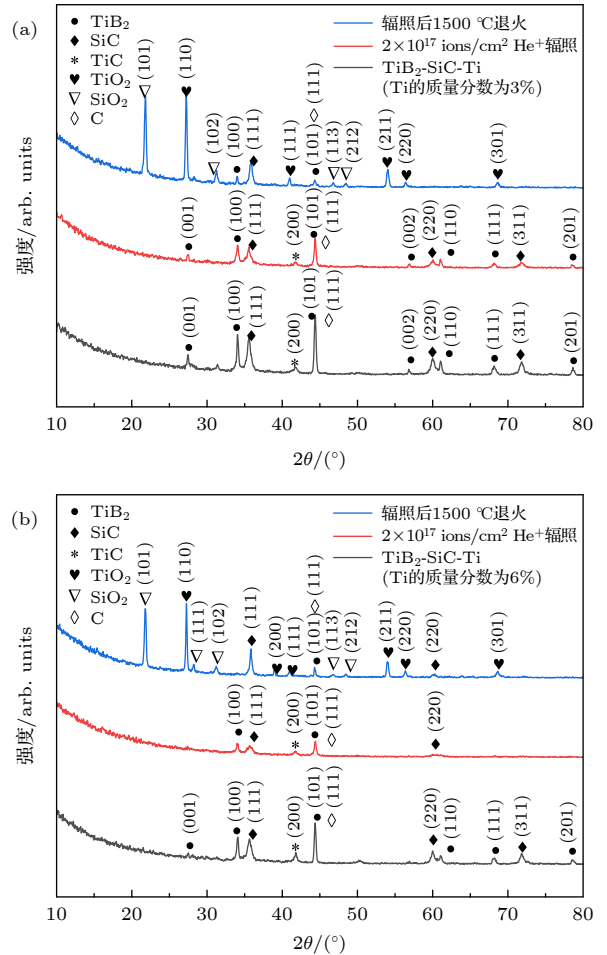 (a)
● TiB₂
◆ SiC
* TiC
♥ TiO₂
▽ SiO₂
◇ C
辐照后1500 ℃退火
2×10¹⁷ ions/cm² He⁺辐照
TiB₂-SiC-Ti
(Ti的质量分数为3%)
(101)
(110)
(102)
(100)
(111)
(111)
(101)
(111)
(113)
(212)
(211)
(220)
(301)
(001)
(100)
(111)
(200)
(101)
(111)
(002)
(220)
(110)
(111)
(311)
(201)
(001)
(100)
(111)
(200)
(101)
(111)
(002)
(220)
(110)
(111)
(311)
(201)
强度/arb. units
10 20 30 40 50 60 70 80
2θ/(°)
(b)
● TiB₂
◆ SiC
* TiC
♥ TiO₂
▽ SiO₂
◇ C
辐照后1500 ℃退火
2×10¹⁷ ions/cm² He⁺辐照
TiB₂-SiC-Ti
(Ti的质量分数为6%)
(101)
(110)
(111)
(102)
(111)
(200)
(111)
(101)
(111)
(113)
(212)
(211)
(220)
(220)
(301)
(100)
(111)
(200)
(101)
(111)
(220)
(001)
(100)
(111)
(200)
(101)
(111)
(220)
(110)
(111)
(311)
(201)
强度/arb. units
10 20 30 40 50 60 70 80
2θ/(°)